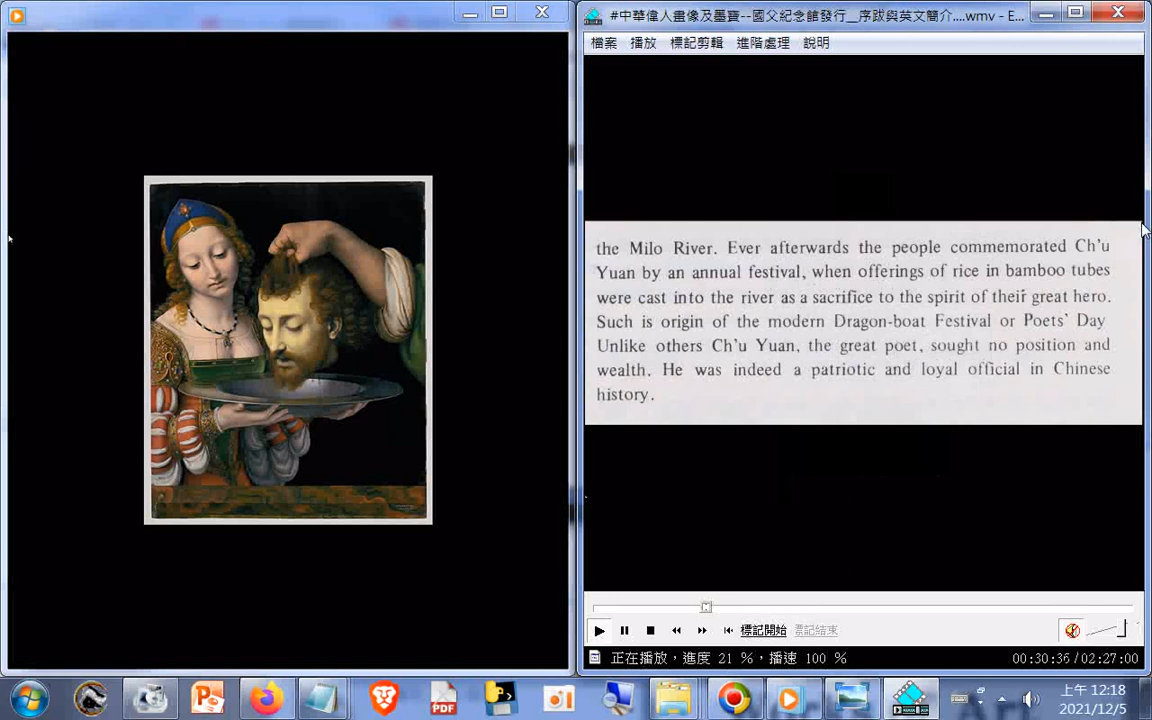 #中華偉人畫像及墨寶--國父紀念館發行__序跋與英文簡介....wmv - E...
檔案 播放 標記剪輯 進階處理 說明
the Milo River. Ever afterwards the people commemorated Ch'u
Yuan by an annual festival, when offerings of rice in bamboo tubes
were cast into the river as a sacrifice to the spirit of their great hero.
Such is origin of the modern Dragon-boat Festival or Poets' Day
Unlike others Ch'u Yuan, the great poet, sought no position and
wealth. He was indeed a patriotic and loyal official in Chinese
history.
標記開始 標記結束
正在播放，進度 21 %，播速 100 %
00:30:36 / 02:27:00
PDF
上午 12:18
2021/12/5